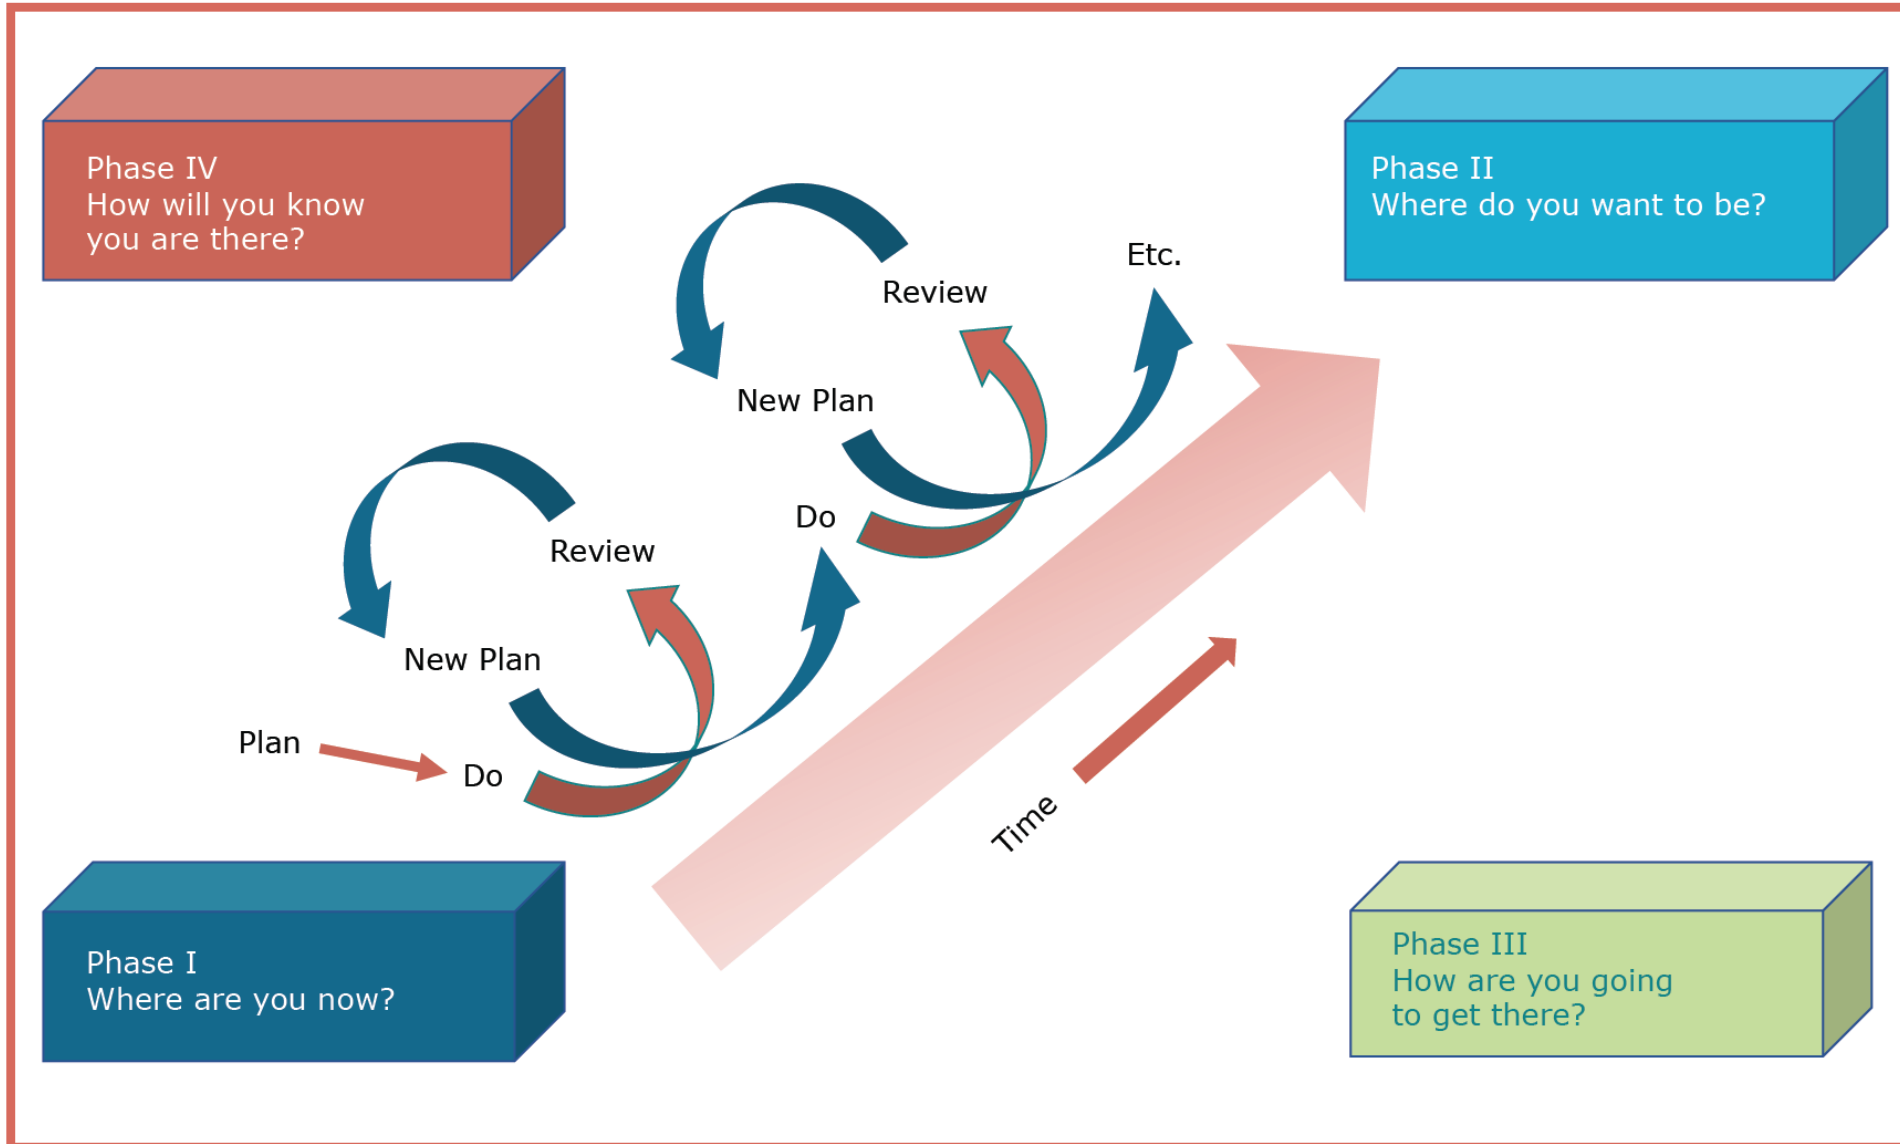 Phase IV
How will you know
you are there?
Phase II
Where do you want to be?
Etc.
Review
New Plan
Do
Review
New Plan
Plan
Do
Time
Phase I
Where are you now?
Phase III
How are you going
to get there?